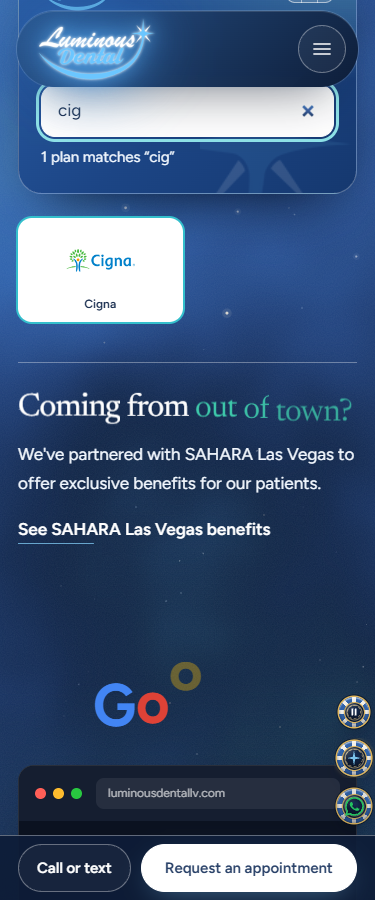 Luminous
Dental
cig
1 plan matches “cig”
Cigna.
Cigna
Coming from out of town?
We've partnered with SAHARA Las Vegas to
offer exclusive benefits for our patients.
See SAHARA Las Vegas benefits
Goo
luminousdentallv.com
Call or text
Request an appointment